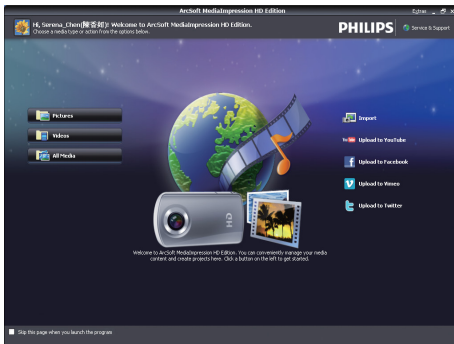 ArcSoft MediaImpression HD Edition
Extras
Hi, Serena_Chen(陳香郁)! Welcome to ArcSoft MediaImpression HD Edition.
Choose a media type or action from the options below.
PHILIPS
Service & Support
Pictures
Videos
All Media
Import
Upload to YouTube
Upload to Facebook
Upload to Vimeo
Upload to Twitter
HD
Welcome to ArcSoft MediaImpression HD Edition. You can conveniently manage your media
content and create projects here. Click a button on the left to get started.
Skip this page when you launch the program